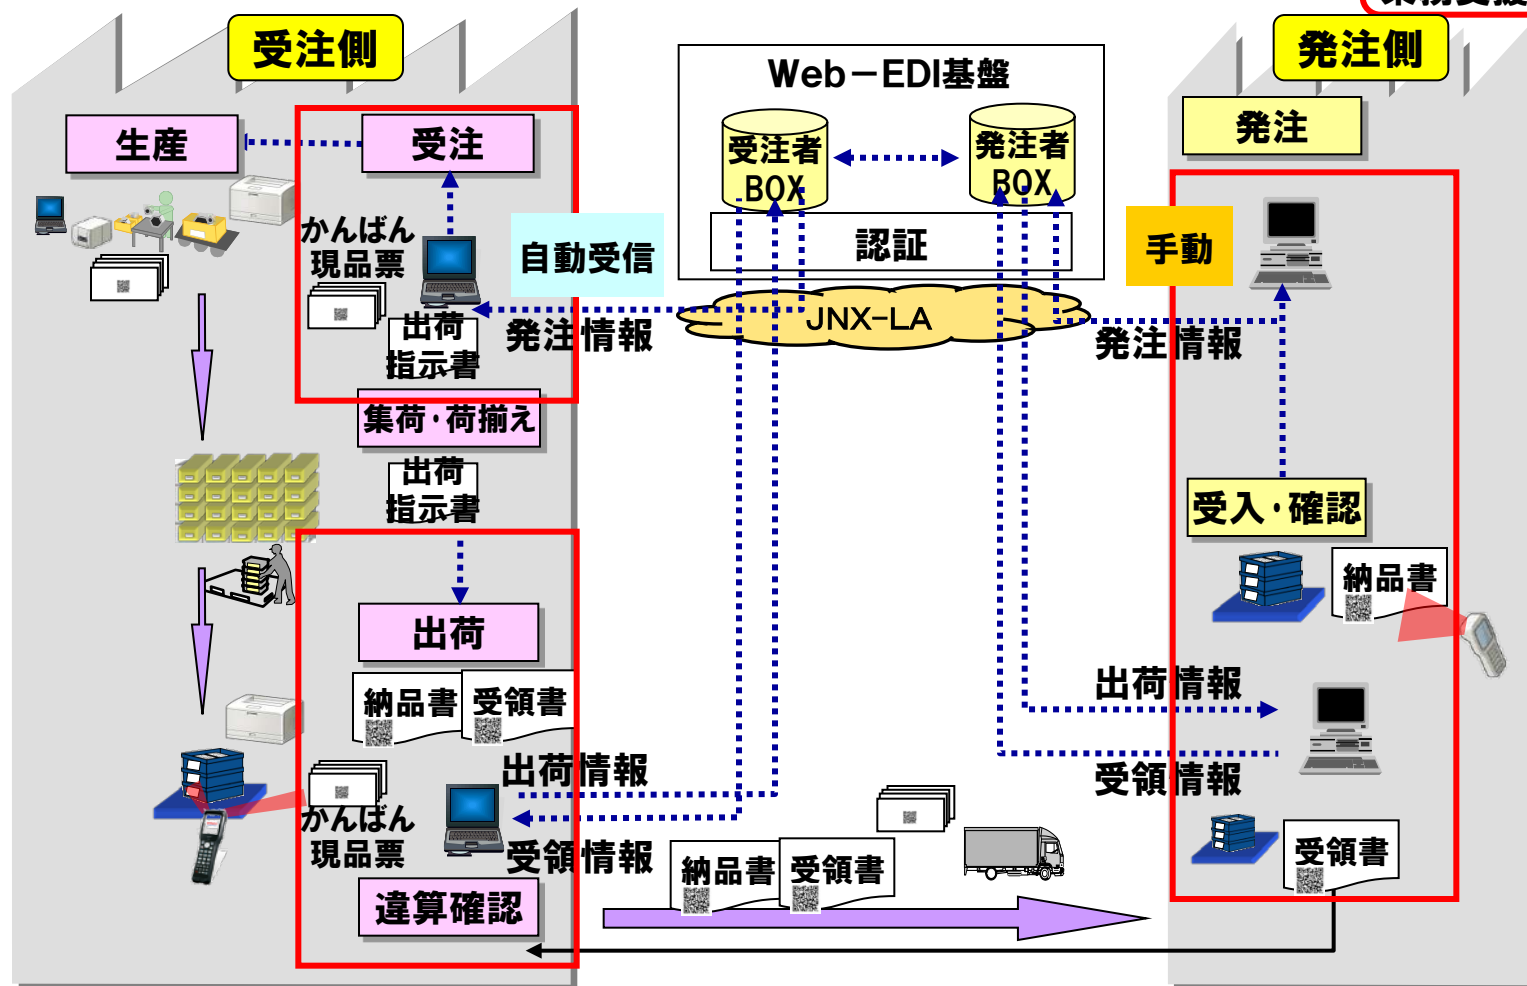 受注側
発注側
Web－EDI基盤
生産
受注
受注者
BOX
発注者
BOX
発注
かんばん
現品票
自動受信
認証
手動
出荷
指示書
発注情報
JNX-LA
発注情報
集荷・荷揃え
出荷
指示書
受入・確認
納品書
出荷
納品書
受領書
出荷情報
出荷情報
受領情報
かんばん
現品票
受領情報
納品書
受領書
受領書
違算確認